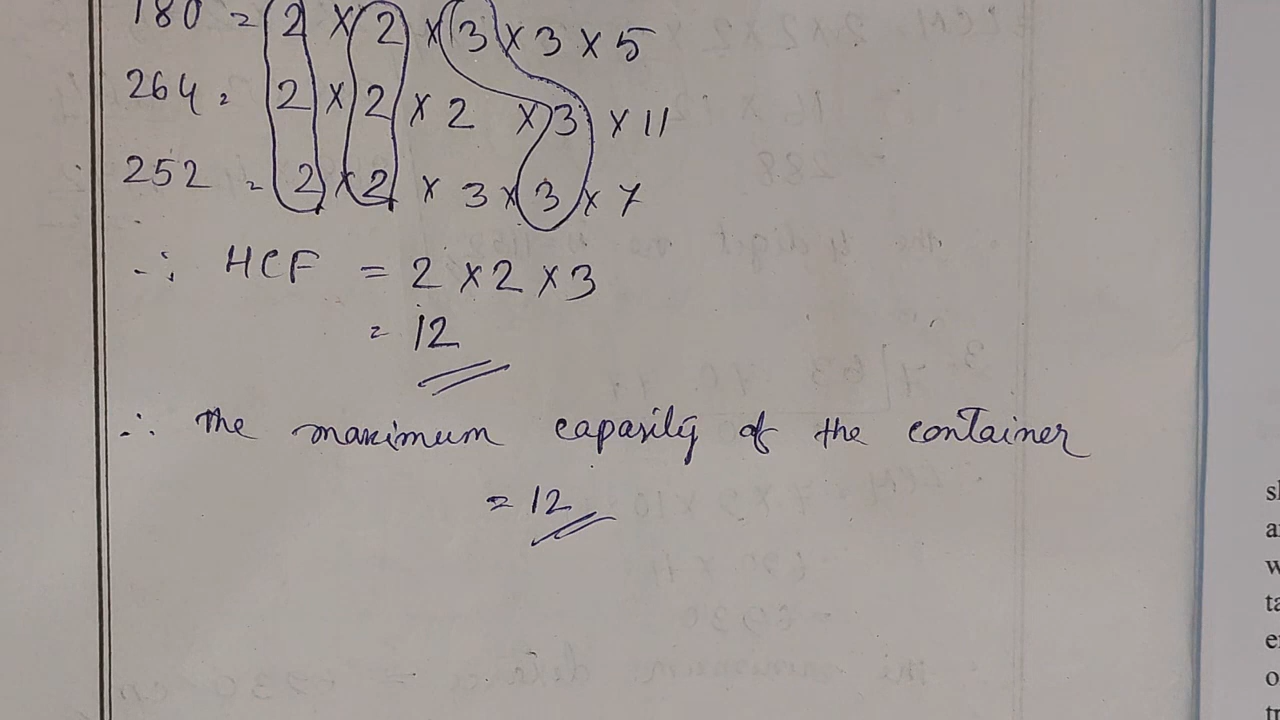 180 = 2 × 2 × 3 × 3 × 5
264 = 2 × 2 × 2 × 3 × 11
252 = 2 × 2 × 3 × 3 × 7
∴ HCF = 2 × 2 × 3
= 12
∴ The maximum capasity of the container
= 12